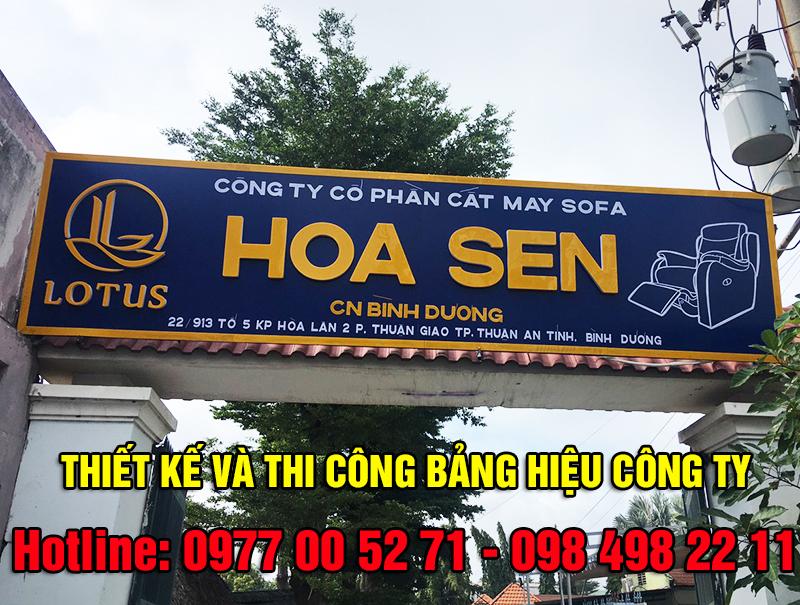 CÔNG TY CỔ PHẦN CẮT MAY SOFA
HOA SEN
LOTUS
CN BÌNH DƯƠNG
22/913 TỔ 5 KP HÒA LÂN 2 P. THUẬN GIAO TP. THUẬN AN TỈNH, BÌNH DƯƠNG
THIẾT KẾ VÀ THI CÔNG BẢNG HIỆU CÔNG TY
Hotline: 0977 00 52 71 - 098 498 22 11